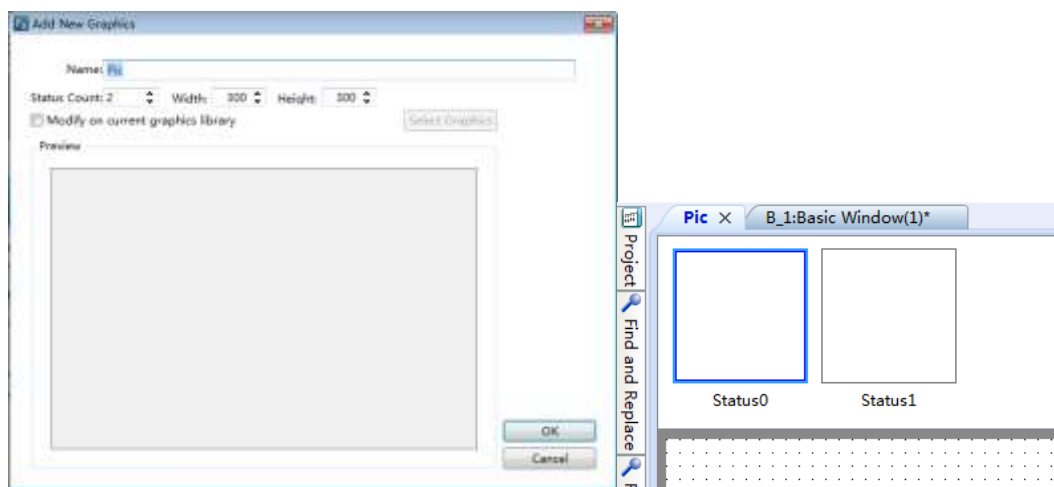 Add New Graphics
Name: Pic
Status Count: 2 Width: 300 Height: 300
Modify on current graphics library
Select Graphics
Preview
OK
Cancel
Project
Find and Replace
Pic
B_1:Basic Window(1)*
Status0
Status1